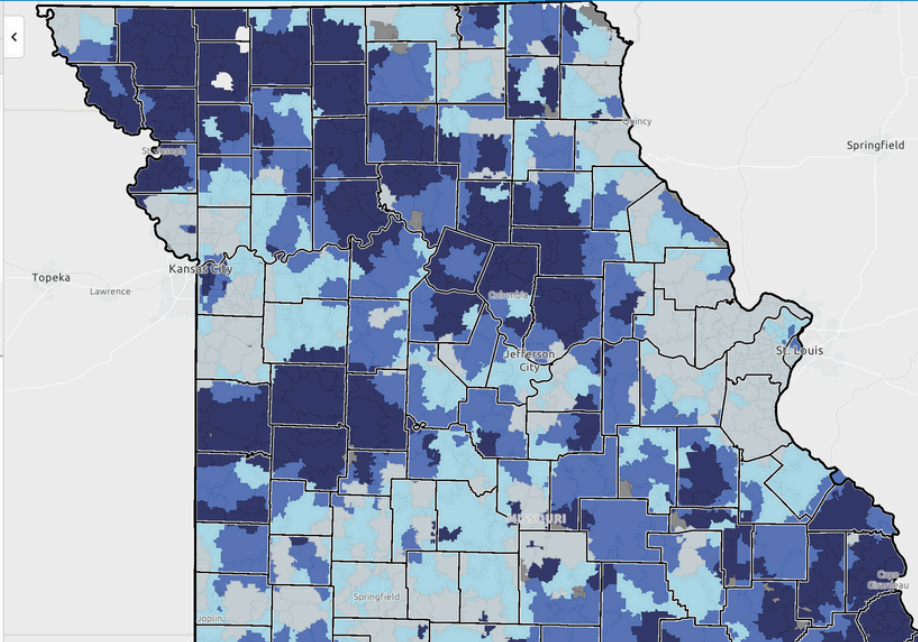 Quincy
Springfield
St. Joseph
Kansas City
Topeka
Lawrence
Columbia
St. Louis
Jefferson
City
MISSOURI
Cape
Girardeau
Springfield
Joplin